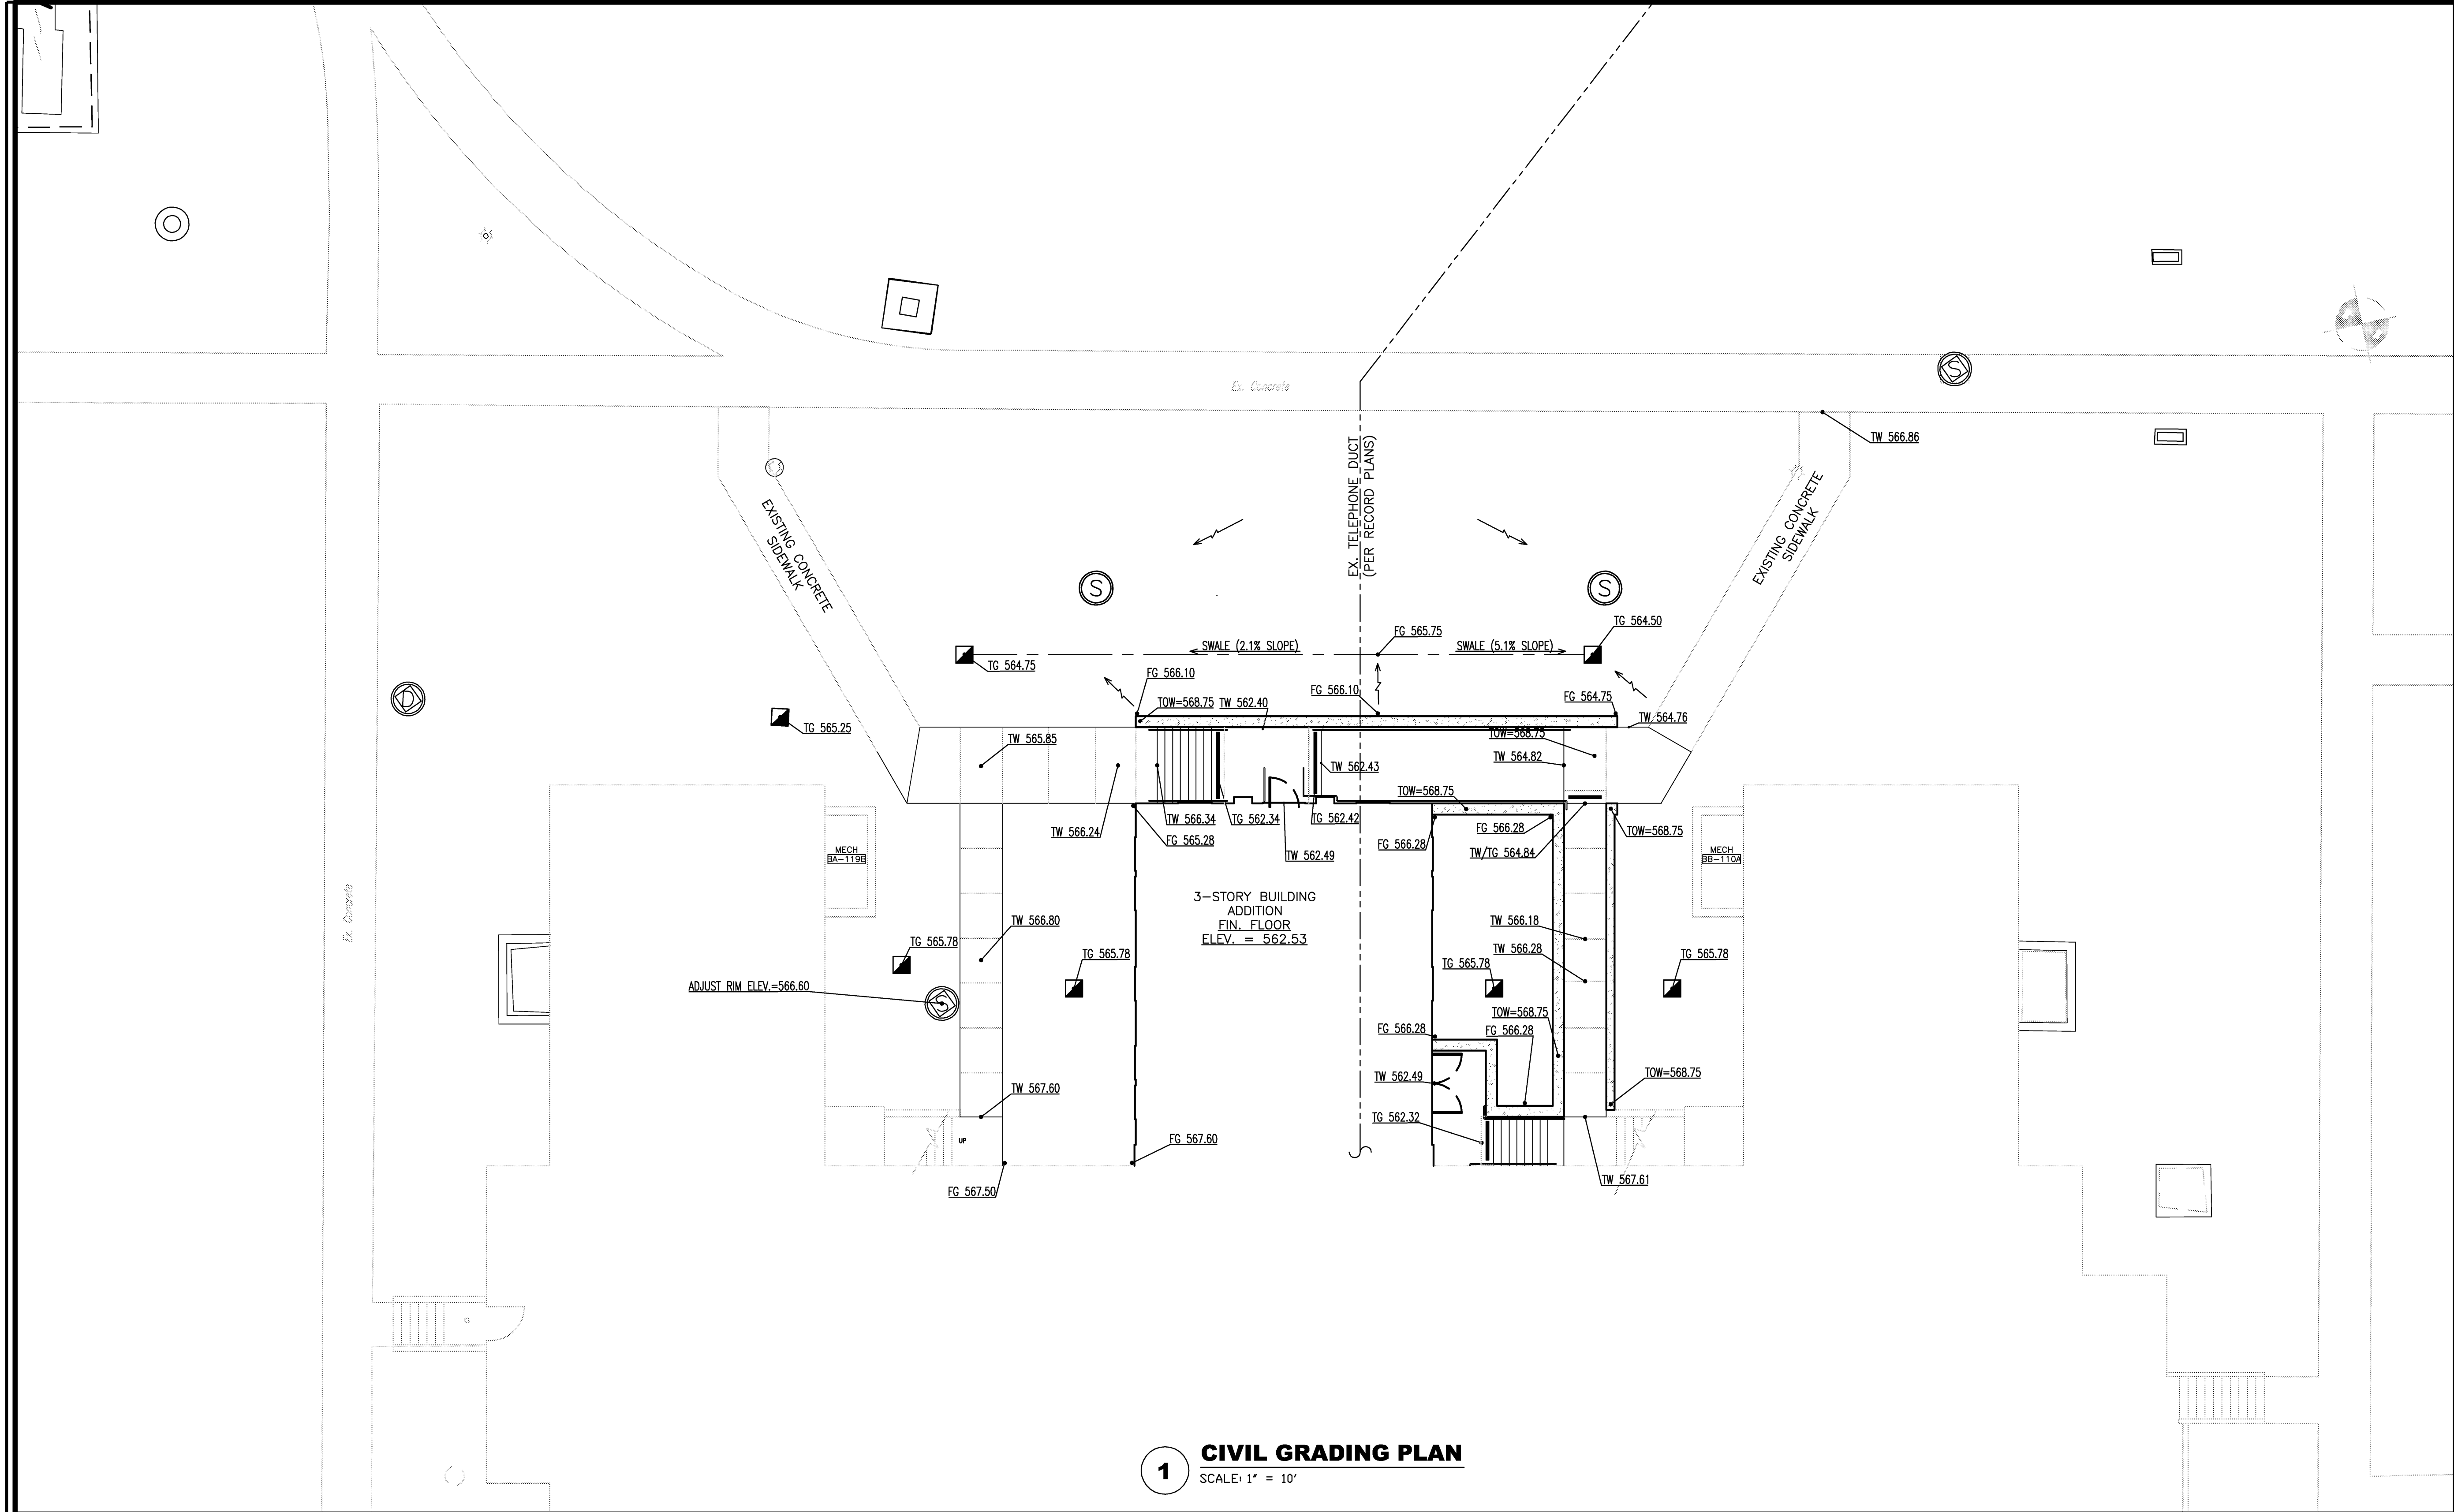 Ex. Concrete
TW 566.86
EX. TELEPHONE DUCT
(PER RECORD PLANS)
EXISTING CONCRETE
SIDEWALK
EXISTING CONCRETE
SIDEWALK
S
S
S
TG 564.50
FG 565.75
SWALE (2.1% SLOPE)
SWALE (5.1% SLOPE)
TG 564.75
FG 566.10
FG 566.10
FG 564.75
D
TOW=568.75
TW 562.40
TW 564.76
TG 565.25
TOW=568.75
TW 565.85
TW 564.82
TW 562.43
TOW=568.75
TW 566.24
TW 566.34
TG 562.34
TG 562.42
FG 566.28
TOW=568.75
FG 565.28
FG 566.28
TW 562.49
TW/TG 564.84
MECH
BA-119B
MECH
BB-110A
3-STORY BUILDING
ADDITION
FIN. FLOOR
ELEV. = 562.53
Ex. Concrete
TW 566.80
TW 566.18
TG 565.78
TG 565.78
TW 566.28
TG 565.78
TG 565.78
ADJUST RIM ELEV.=566.60
S
TOW=568.75
FG 566.28
FG 566.28
TW 562.49
TOW=568.75
TW 567.60
TG 562.32
UP
FG 567.60
TW 567.61
FG 567.50
1
CIVIL GRADING PLAN
SCALE: 1" = 10'